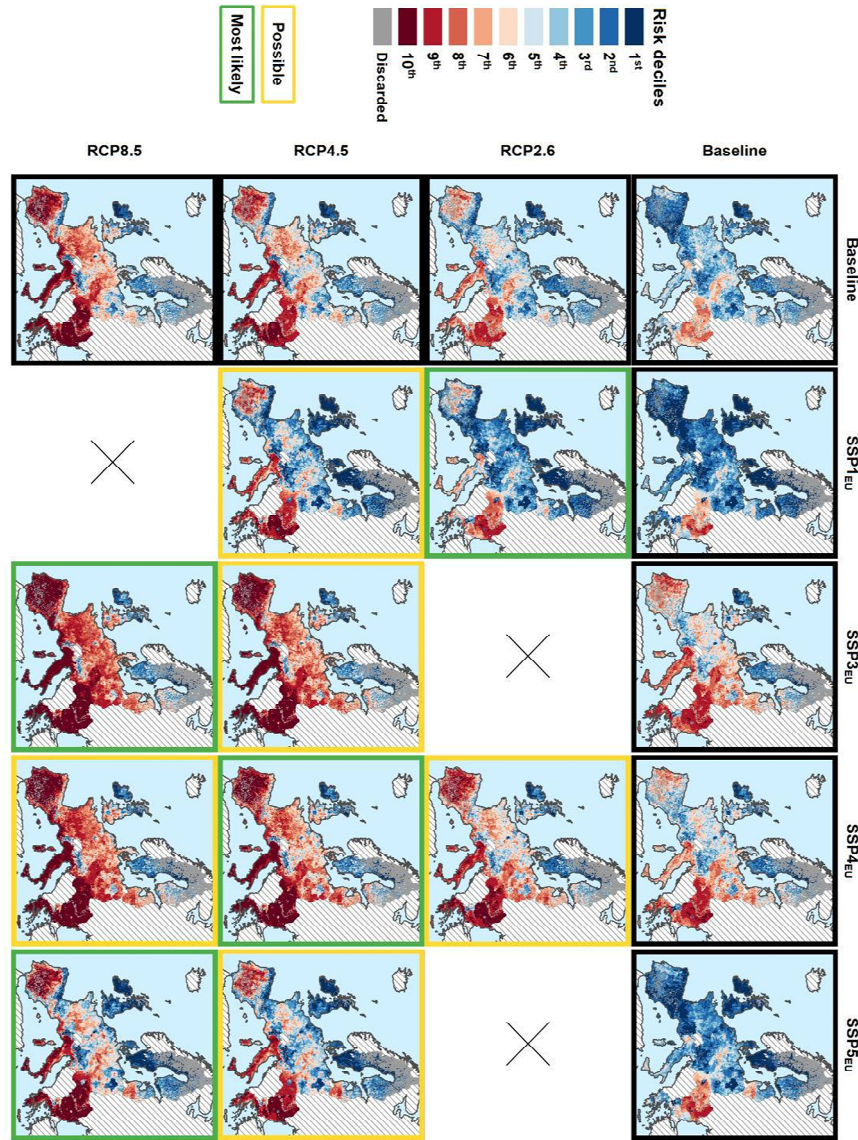 Baseline
SSP1EU
SSP3EU
SSP4EU
SSP5EU
Baseline
RCP2.6
RCP4.5
RCP8.5
Risk deciles
1st
2nd
3rd
4th
5th
6th
7th
8th
9th
10th
Discarded
Possible
Most likely